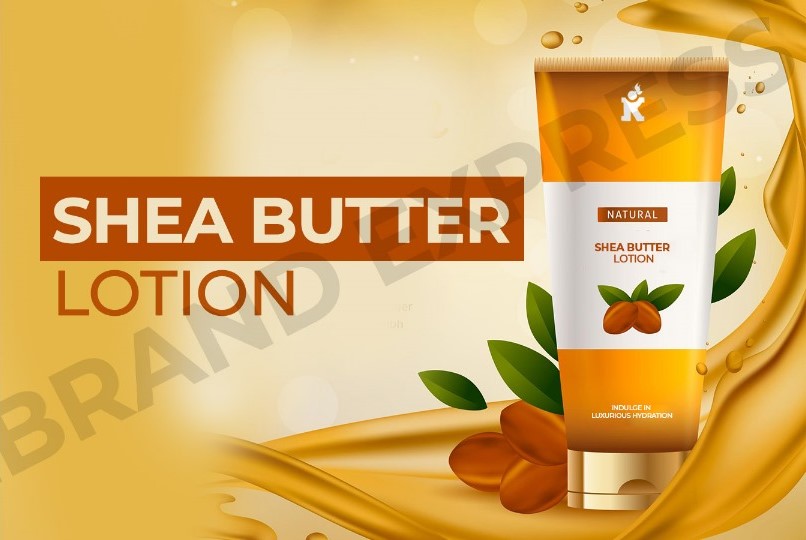 SHEA BUTTER
LOTION
NATURAL
SHEA BUTTER
LOTION
INDULGE IN
LUXURIOUS HYDRATION
BRAND EXPRESS